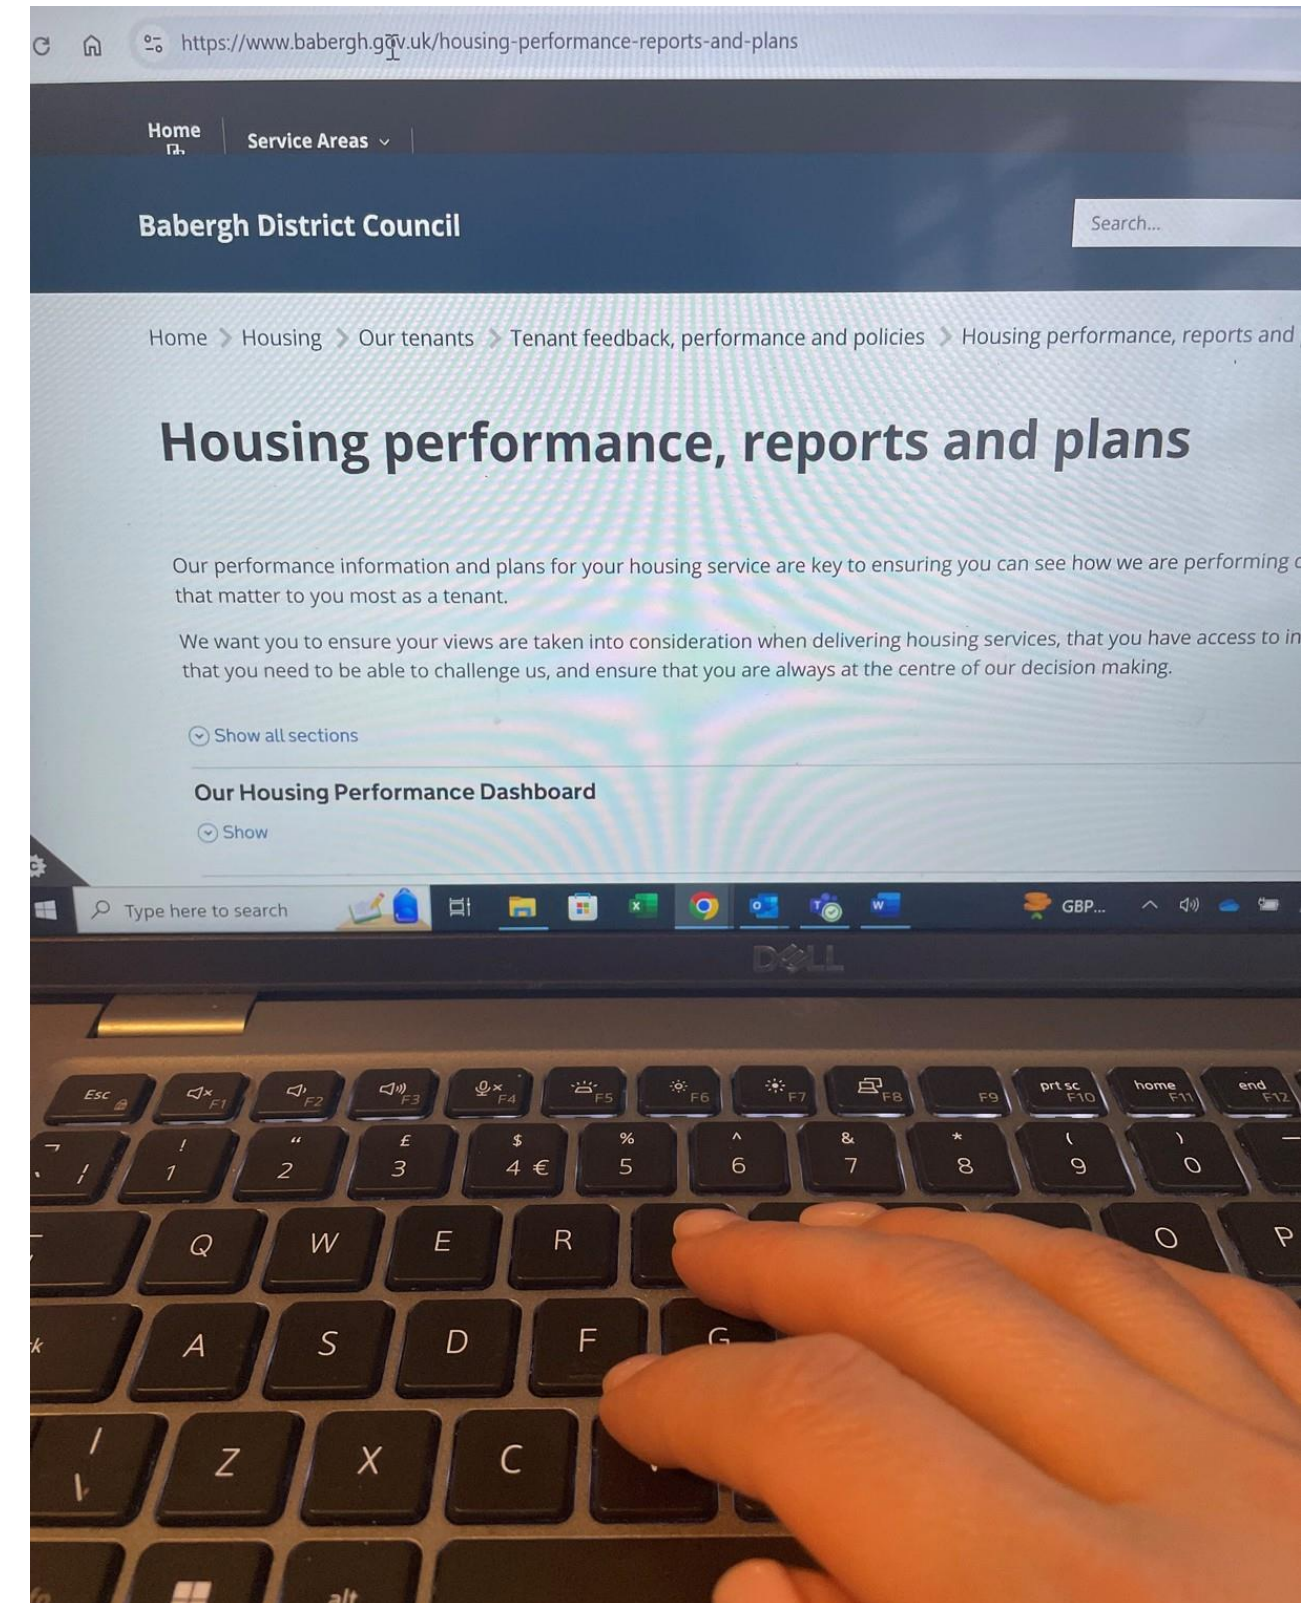 https://www.babergh.gov.uk/housing-performance-reports-and-plans
Home
Service Areas
Babergh District Council
Search...
Home > Housing > Our tenants > Tenant feedback, performance and policies > Housing performance, reports and
Housing performance, reports and plans
Our performance information and plans for your housing service are key to ensuring you can see how we are performing
that matter to you most as a tenant.
We want you to ensure your views are taken into consideration when delivering housing services, that you have access to in
that you need to be able to challenge us, and ensure that you are always at the centre of our decision making.
Show all sections
Our Housing Performance Dashboard
Show
Type here to search
GBP...
DELL
Esc F1 F2 F3 F4 F5 F6 F7 F8 F9 prt sc F10 home F11 end F12
! " £ $ % ^ & * ( )
1 2 3 4 € 5 6 7 8 9 0
Q W E R O P
A S D F G
Z X C
alt